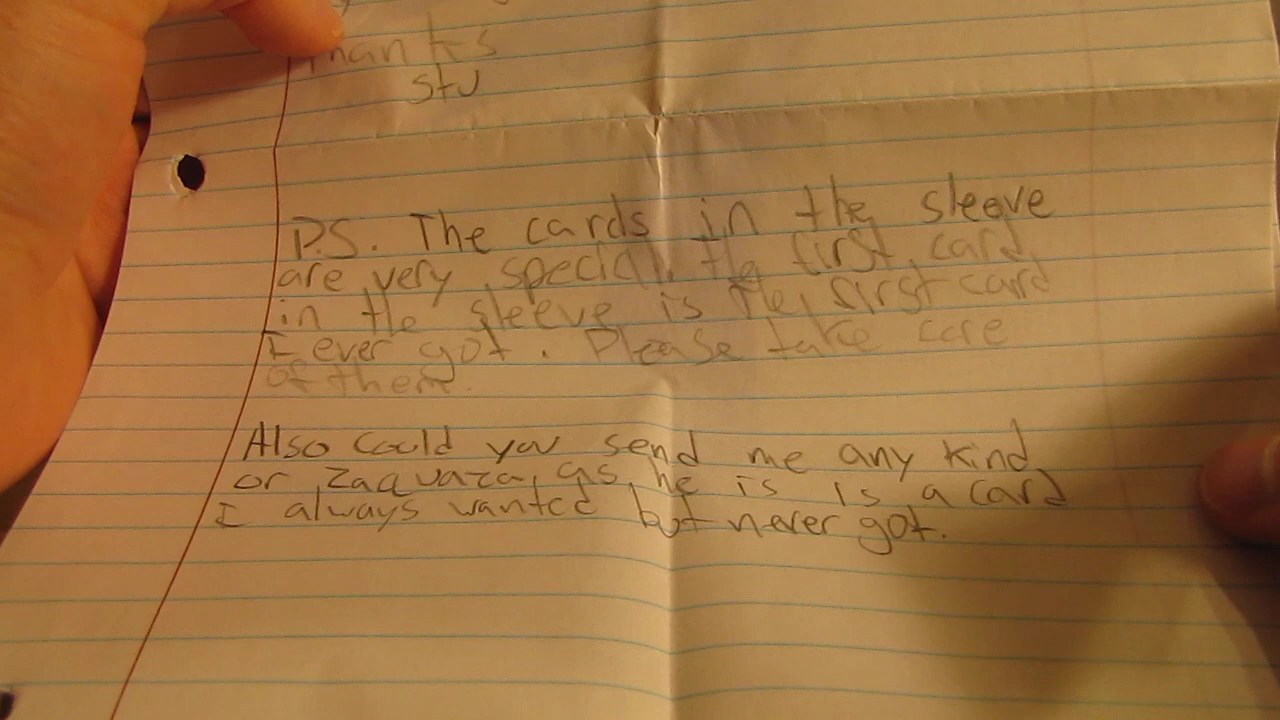 Thanks
Stu
P.S. The cards in the sleeve
are very special. The first card
in the sleeve is the first card
I ever got. Please take care
of them.
Also could you send me any kind
or Zaquaza, as he is is a card
I always wanted but never got.